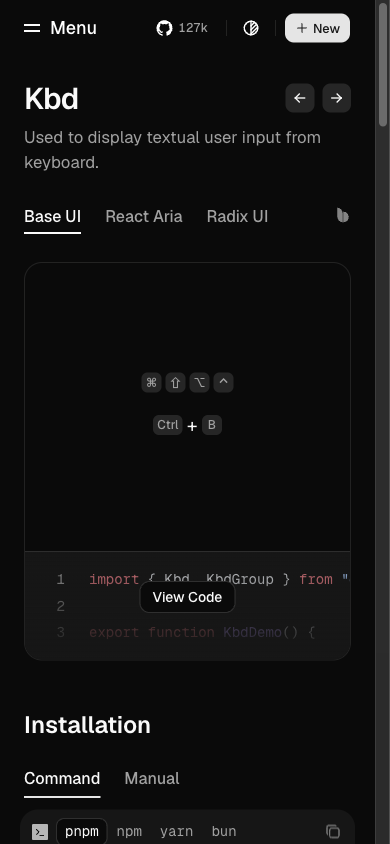 Menu 127k + New
Kbd ← →
Used to display textual user input from
keyboard.
Base UI React Aria Radix UI
⌘ ⇧ ⌥ ⌃
Ctrl + B
1 import { Kbd, KbdGroup } from "
2
View Code
3 export function KbdDemo() {
Installation
Command Manual
pnpm npm yarn bun